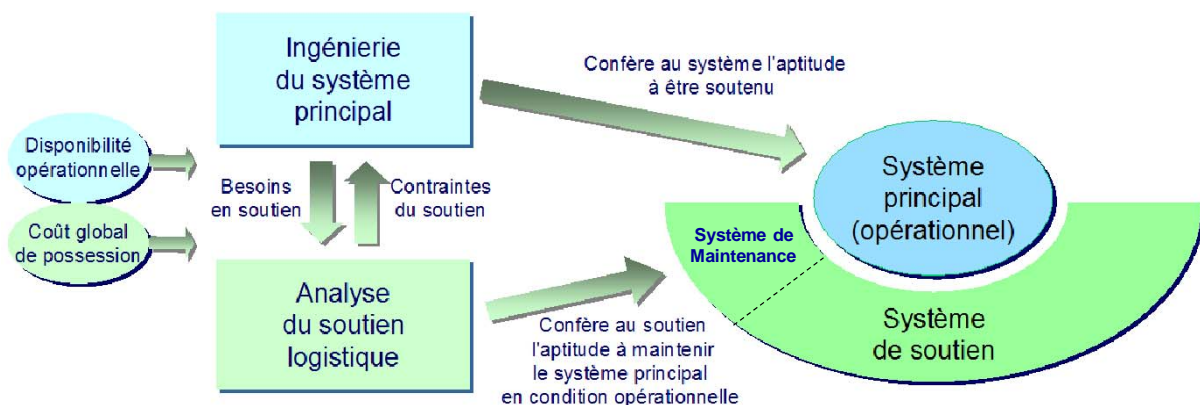 Ingénierie
du système
principal
Confère au système l'aptitude
à être soutenu
Disponibilité
opérationnelle
Coût global
de possession
Besoins
en soutien
Contraintes
du soutien
Système
principal
(opérationnel)
Système de
Maintenance
Analyse
du soutien
logistique
Confère au soutien
l'aptitude à maintenir
le système principal
en condition opérationnelle
Système
de soutien